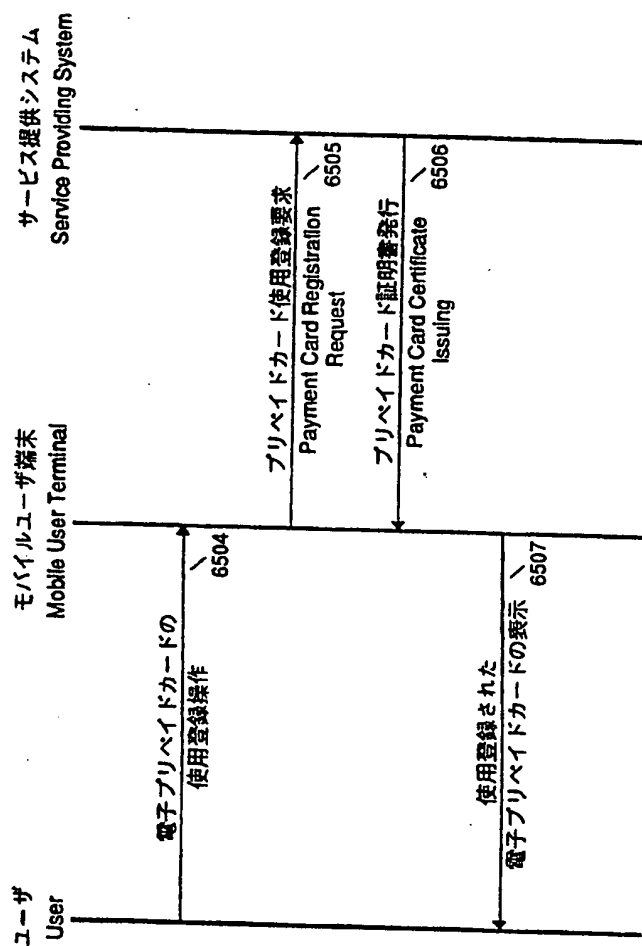 ユーザ
User
モバイルユーザ端末
Mobile User Terminal
サービス提供システム
Service Providing System
電子プリペイドカードの
使用登録操作
6504
プリペイドカード使用登録要求
Payment Card Registration
Request
6505
プリペイドカード証明書発行
Payment Card Certificate
Issuing
6506
使用登録された
電子プリペイドカードの表示
6507